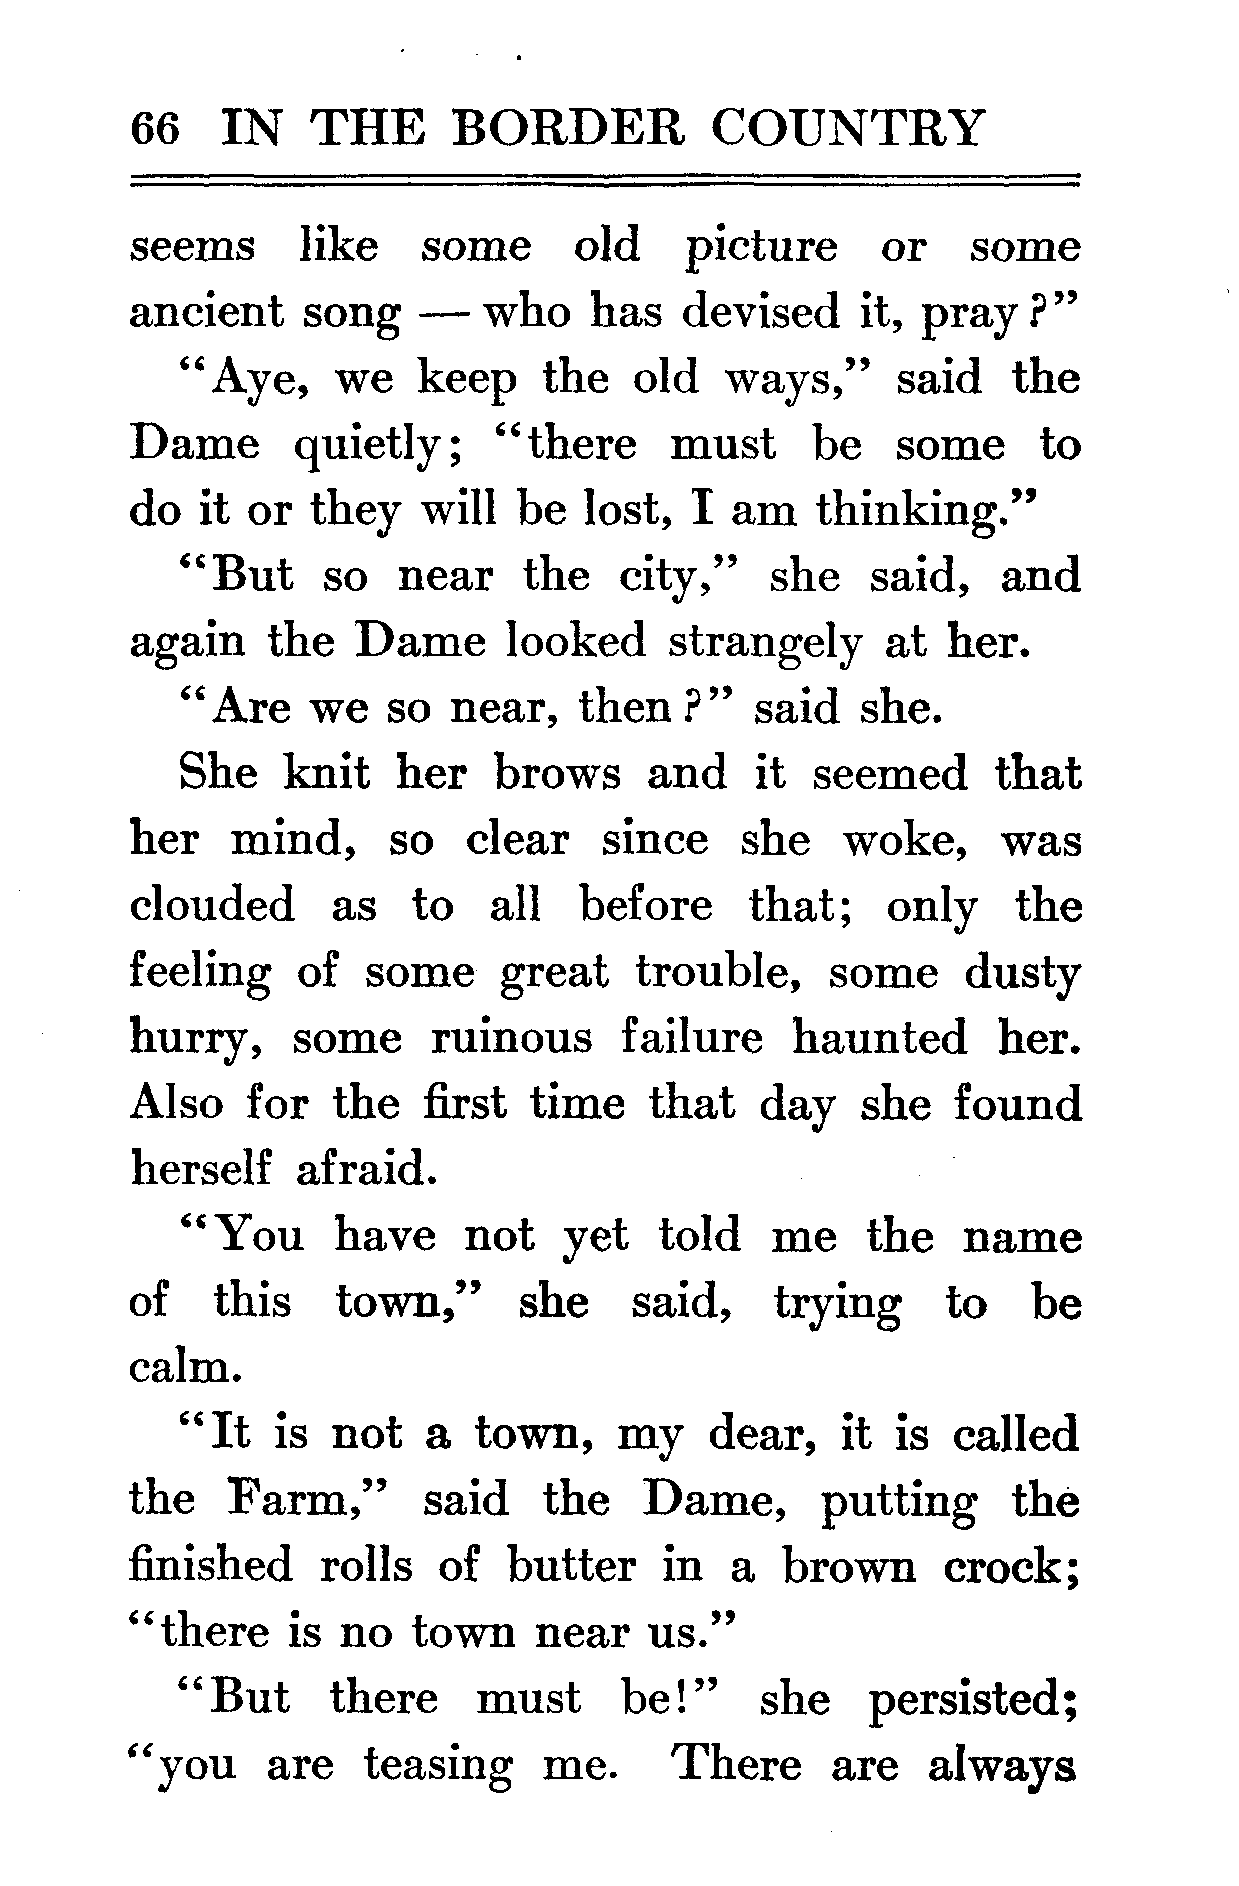 66 IN THE BORDER COUNTRY
seems like some old picture or some
ancient song — who has devised it, pray?"
"Aye, we keep the old ways," said the
Dame quietly; "there must be some to
do it or they will be lost, I am thinking."
"But so near the city," she said, and
again the Dame looked strangely at her.
"Are we so near, then?" said she.
She knit her brows and it seemed that
her mind, so clear since she woke, was
clouded as to all before that; only the
feeling of some great trouble, some dusty
hurry, some ruinous failure haunted her.
Also for the first time that day she found
herself afraid.
"You have not yet told me the name
of this town," she said, trying to be
calm.
"It is not a town, my dear, it is called
the Farm," said the Dame, putting the
finished rolls of butter in a brown crock;
"there is no town near us."
"But there must be!" she persisted;
"you are teasing me. There are always